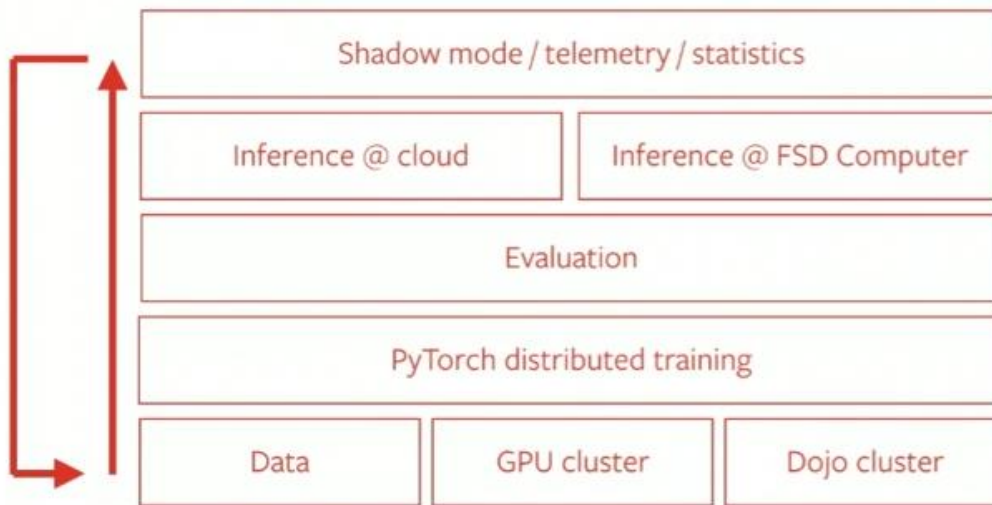 Shadow mode / telemetry / statistics
Inference @ cloud
Inference @ FSD Computer
Evaluation
PyTorch distributed training
Data
GPU cluster
Dojo cluster